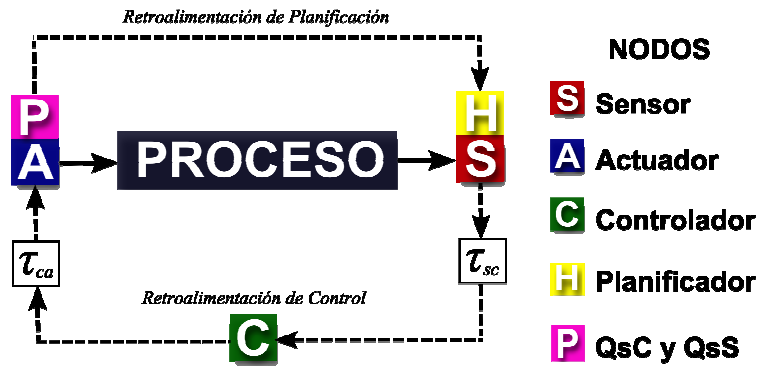 Retroalimentación de Planificación
P
A
PROCESO
H
S
τca
τsc
Retroalimentación de Control
C
NODOS
S Sensor
A Actuador
C Controlador
H Planificador
P QsC y QsS